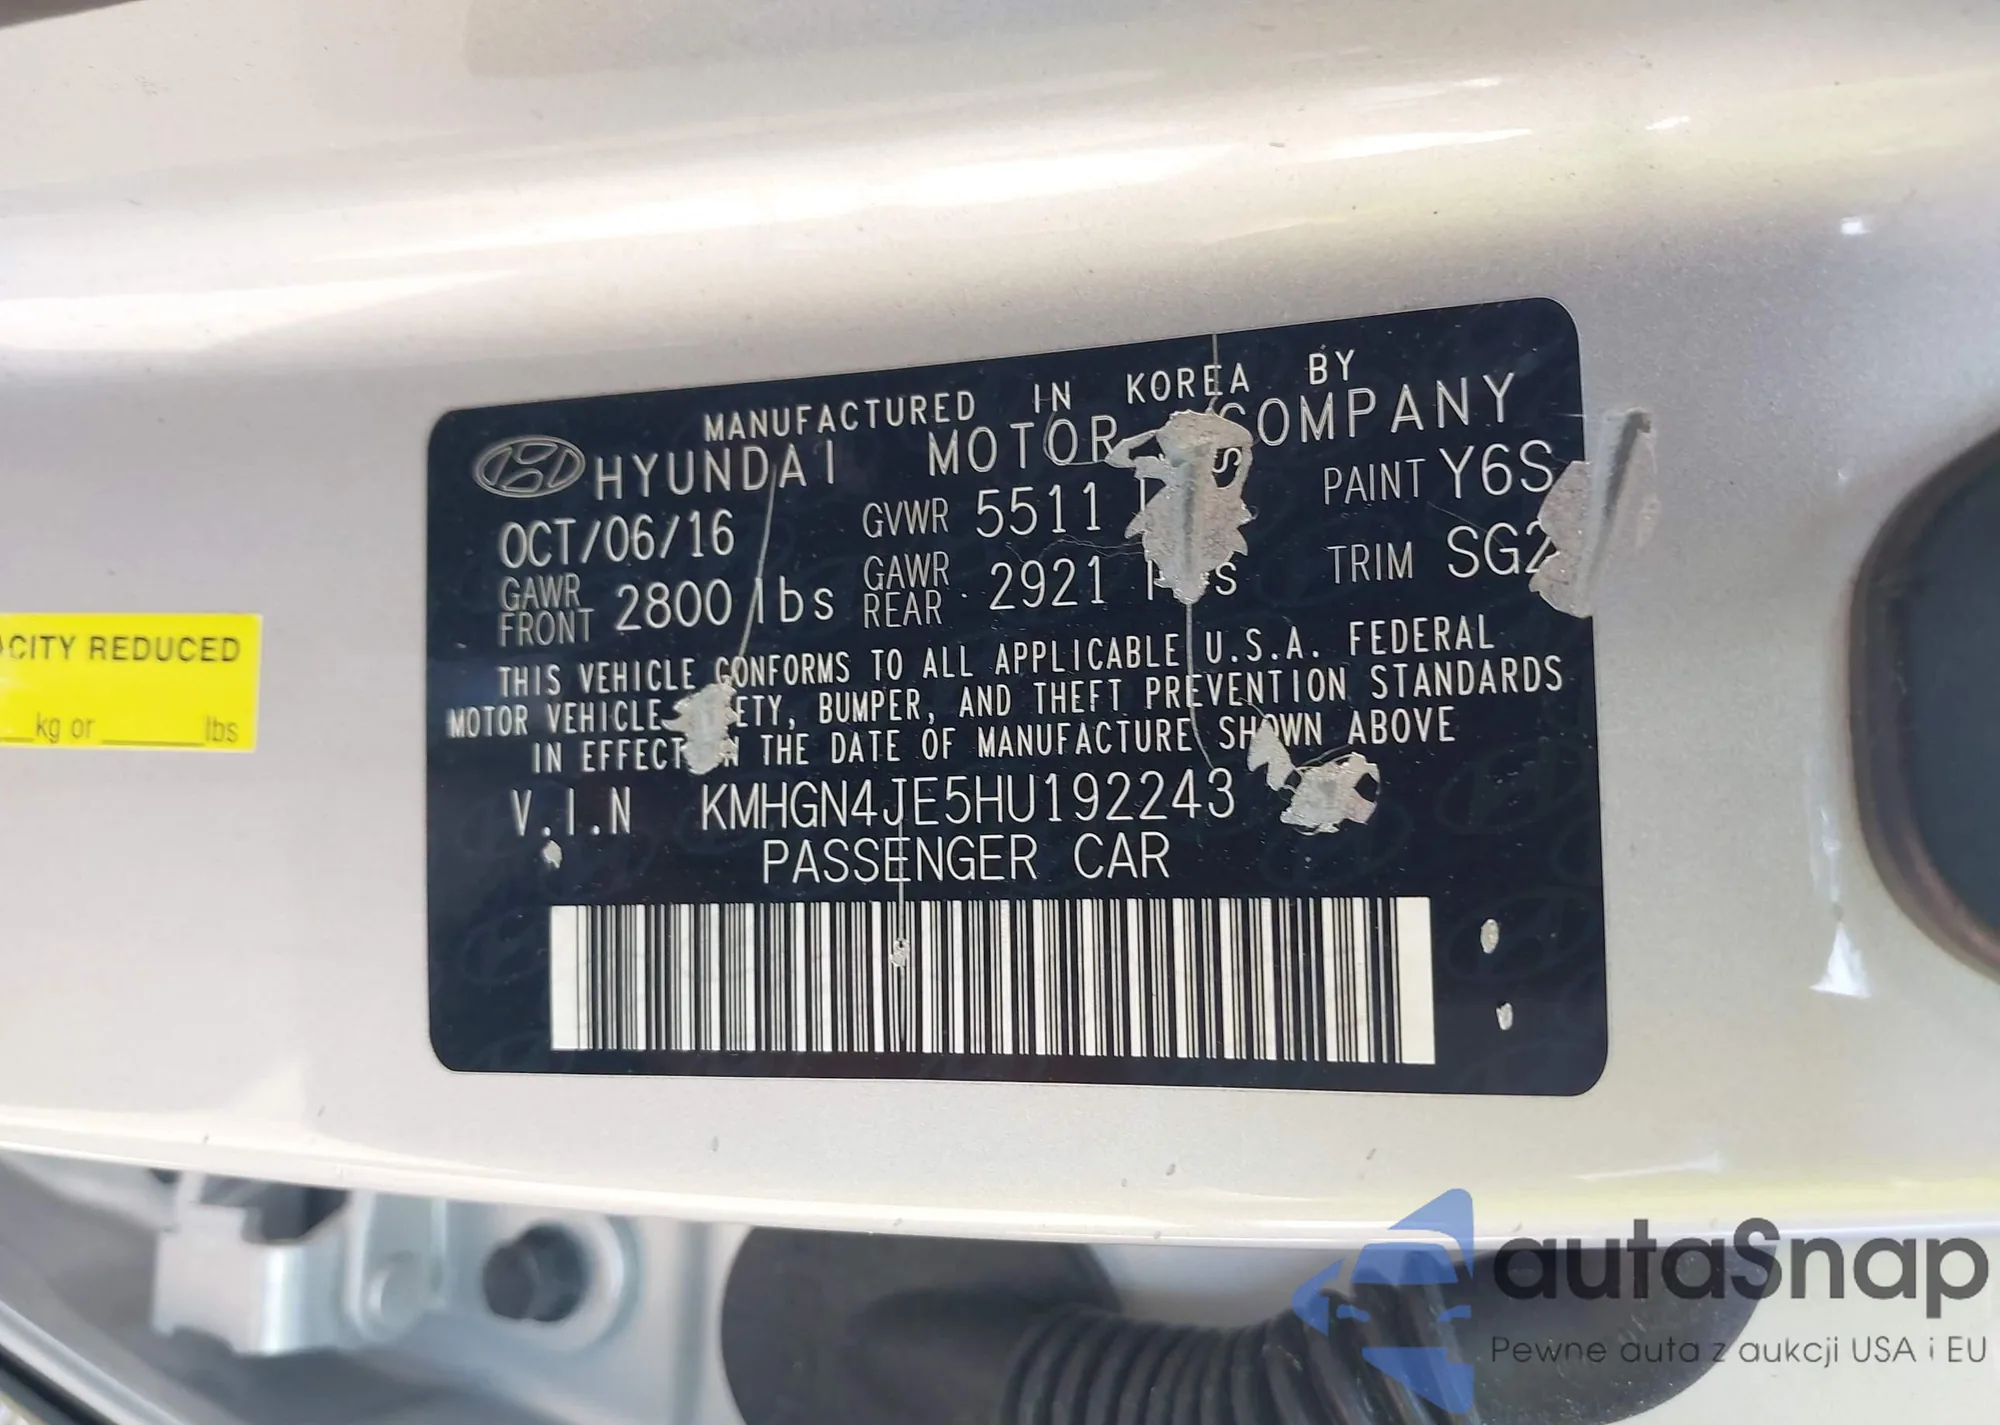 MANUFACTURED IN KOREA BY
HYUNDAI MOTOR COMPANY
OCT/06/16 GVWR 5511 PAINT Y6S
GAWR FRONT 2800 lbs GAWR REAR 2921 TRIM SG2
THIS VEHICLE CONFORMS TO ALL APPLICABLE U.S.A. FEDERAL
MOTOR VEHICLE SAFETY, BUMPER, AND THEFT PREVENTION STANDARDS
IN EFFECT ON THE DATE OF MANUFACTURE SHOWN ABOVE
V.I.N KMHGN4JE5HU192243
PASSENGER CAR
ACITY REDUCED
kg or lbs
autaSnap
Pewne auta z aukcji USA i EU